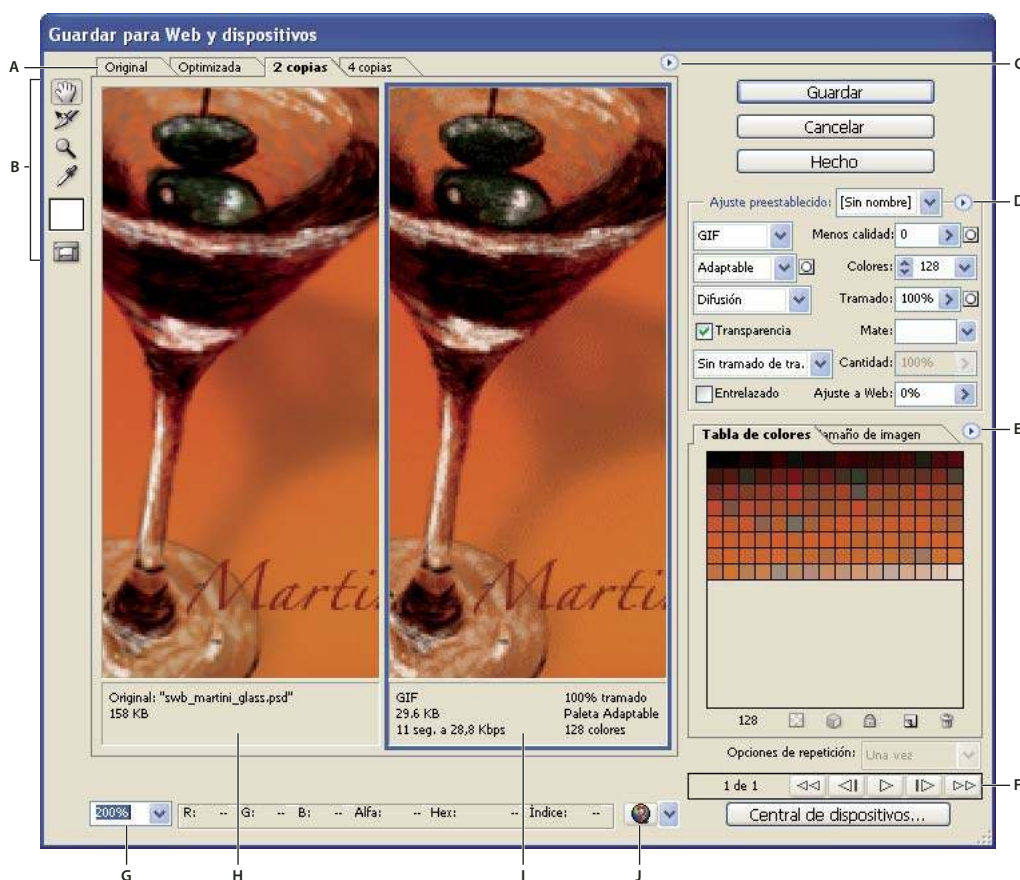 Guardar para Web y dispositivos
A
Original Optimizada 2 copias 4 copias
C
B
Guardar
Cancelar
Hecho
Ajuste preestablecido: [Sin nombre]
D
GIF Menos calidad: 0
Adaptable Colores: 128
Difusión Tramado: 100%
Transparencia Mate:
Sin tramado de tra. Cantidad: 100%
Entrelazado Ajuste a Web: 0%
E
Tabla de colores amaño de imagen
Marti
Martin
Original: "swb_martini_glass.psd"
158 KB
GIF 100% tramado
29.6 KB Paleta Adaptable
11 seg. a 28,8 Kbps 128 colores
128
Opciones de repetición: Una vez
1 de 1
F
200% R: -- G: -- B: -- Alfa: -- Hex: -- Índice: --
Central de dispositivos...
G H I J